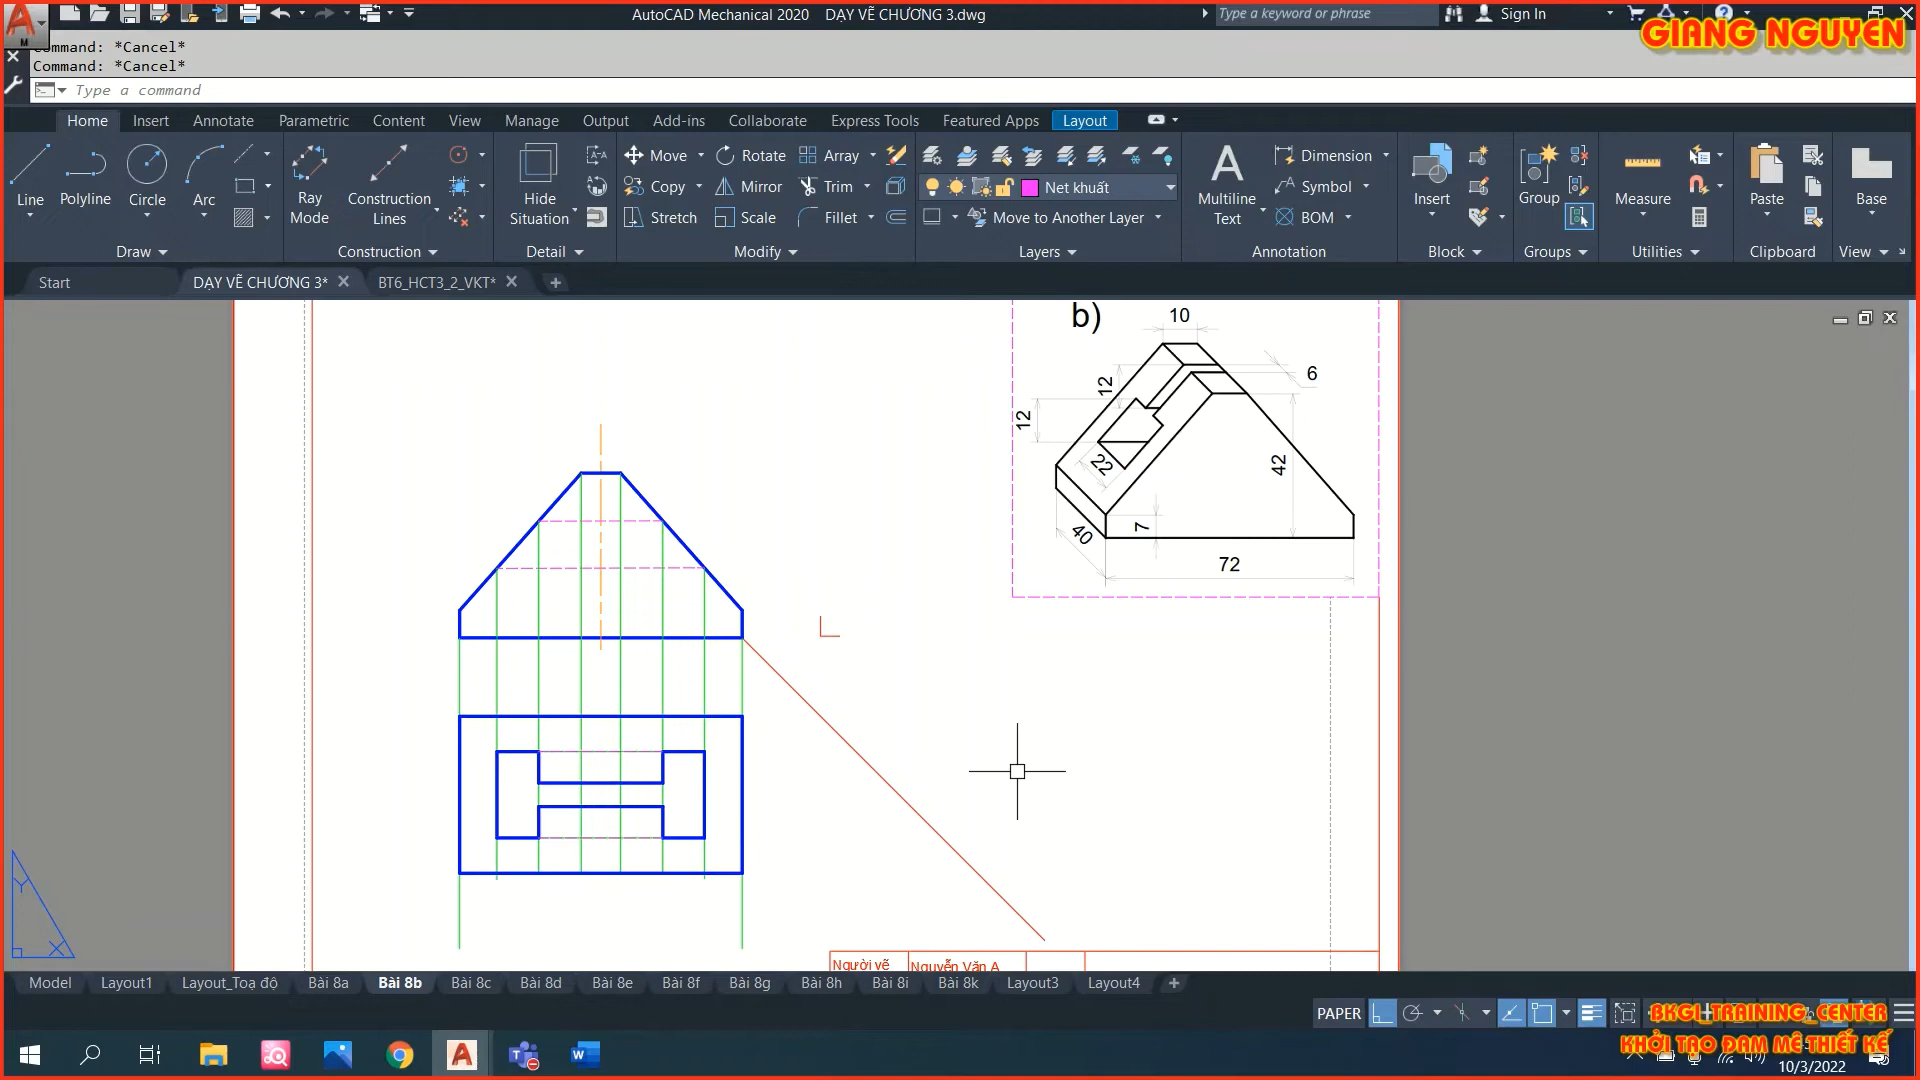 AutoCAD Mechanical 2020 DẠY VẼ CHƯƠNG 3.dwg
Type a keyword or phrase
Sign In
GIANG NGUYEN
Command: *Cancel*
Command: *Cancel*
Type a command
Home Insert Annotate Parametric Content View Manage Output Add-ins Collaborate Express Tools Featured Apps Layout
Line
Polyline
Circle
Arc
Ray
Mode
Construction
Lines
Hide
Situation
Move
Rotate
Array
Copy
Mirror
Trim
Stretch
Scale
Fillet
Net khuất
Move to Another Layer
Multiline
Text
Dimension
Symbol
BOM
Insert
Group
Measure
Paste
Base
Draw Construction Detail Modify Layers Annotation Block Groups Utilities Clipboard View
Start
DẠY VẼ CHƯƠNG 3*
BT6_HCT3_2_VKT*
b)
10
6
12
12
22
42
7
40
72
Y
X
Người vẽ
Nguyễn Văn A
Model Layout1 Layout_Toạ độ Bài 8a Bài 8b Bài 8c Bài 8d Bài 8e Bài 8f Bài 8g Bài 8h Bài 8i Bài 8k Layout3 Layout4
PAPER
BKGI_TRAINING_CENTER
KHỞI TẠO ĐAM MÊ THIẾT KẾ
10/3/2022